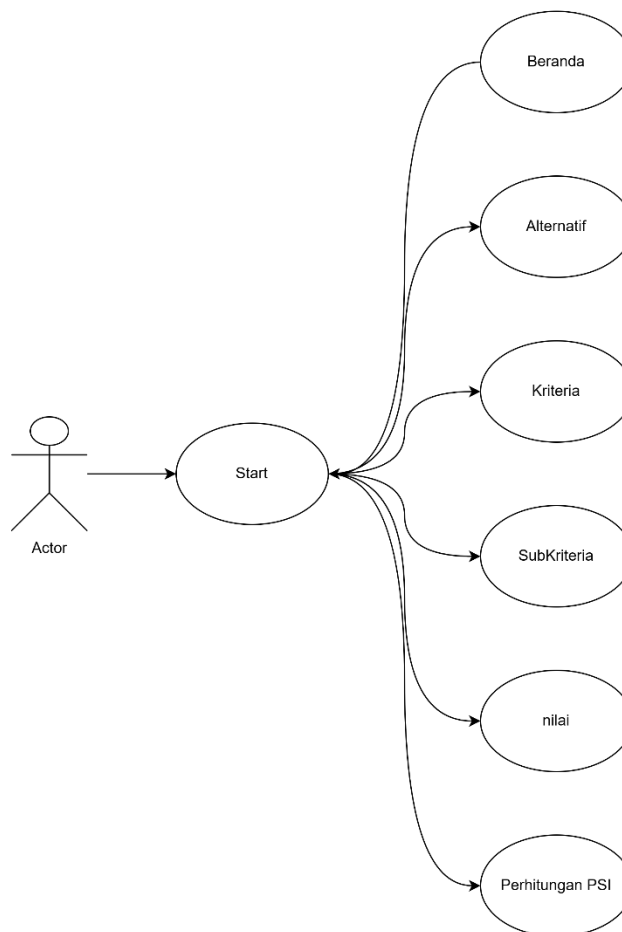 Beranda
Alternatif
Kriteria
Start
SubKriteria
Actor
nilai
Perhitungan PSI